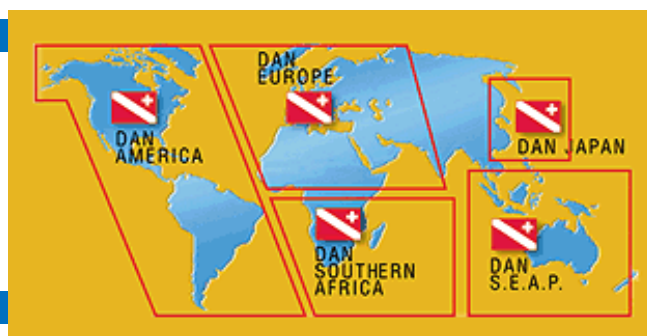 DAN
AMERICA
DAN
EUROPE
DAN JAPAN
DAN
SOUTHERN
AFRICA
DAN
S.E.A.P.